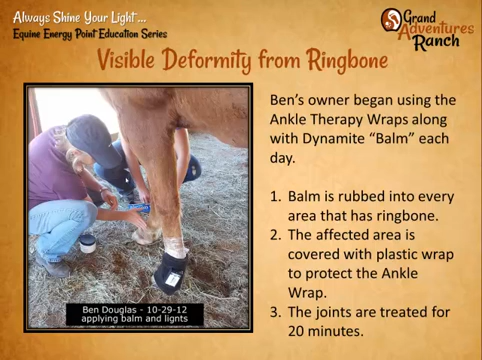 Always Shine Your Light...
Equine Energy Point Education Series
Grand
Adventures
Ranch
Visible Deformity from Ringbone
Ben's owner began using the
Ankle Therapy Wraps along
with Dynamite “Balm” each
day.
1. Balm is rubbed into every
area that has ringbone.
2. The affected area is
covered with plastic wrap
to protect the Ankle
Wrap.
3. The joints are treated for
20 minutes.
Ben Douglas - 10-29-12
applying balm and lignts